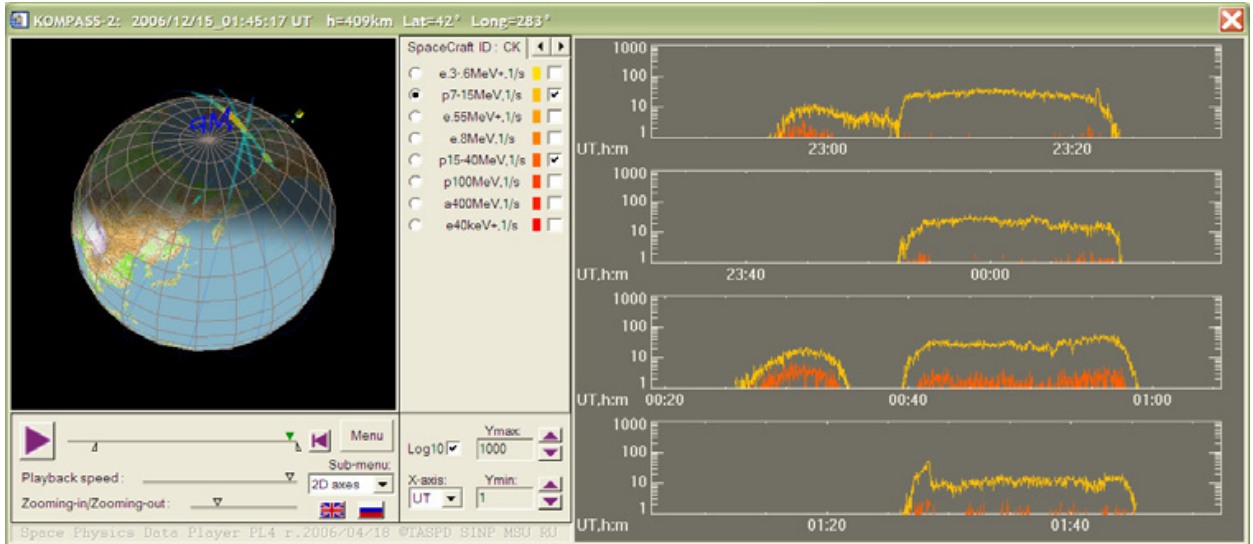 KOMPASS-2: 2006/12/15_01:45:17 UT h=409km Lat=42° Long=283°
SpaceCraft ID: CK
e.3-.6MeV+.1/s
p7-15MeV,1/s
e.55MeV+.1/s
e.8MeV,1/s
p15-40MeV,1/s
p100MeV,1/s
a400MeV,1/s
e40keV+.1/s
qM
Menu
Sub-menu:
2D axes
Playback speed:
Zooming-in/Zooming-out:
Log10
Ymax:
1000
X-axis:
UT
Ymin:
1
Space Physics Data Player PL4 r.2006/04/18 ©TASPD SINP MSU RU
1000
100
10
1
UT,h:m 23:00 23:20
1000
100
10
1
UT,h:m 23:40 00:00
1000
100
10
1
UT,h:m 00:20 00:40 01:00
1000
100
10
1
UT,h:m 01:20 01:40